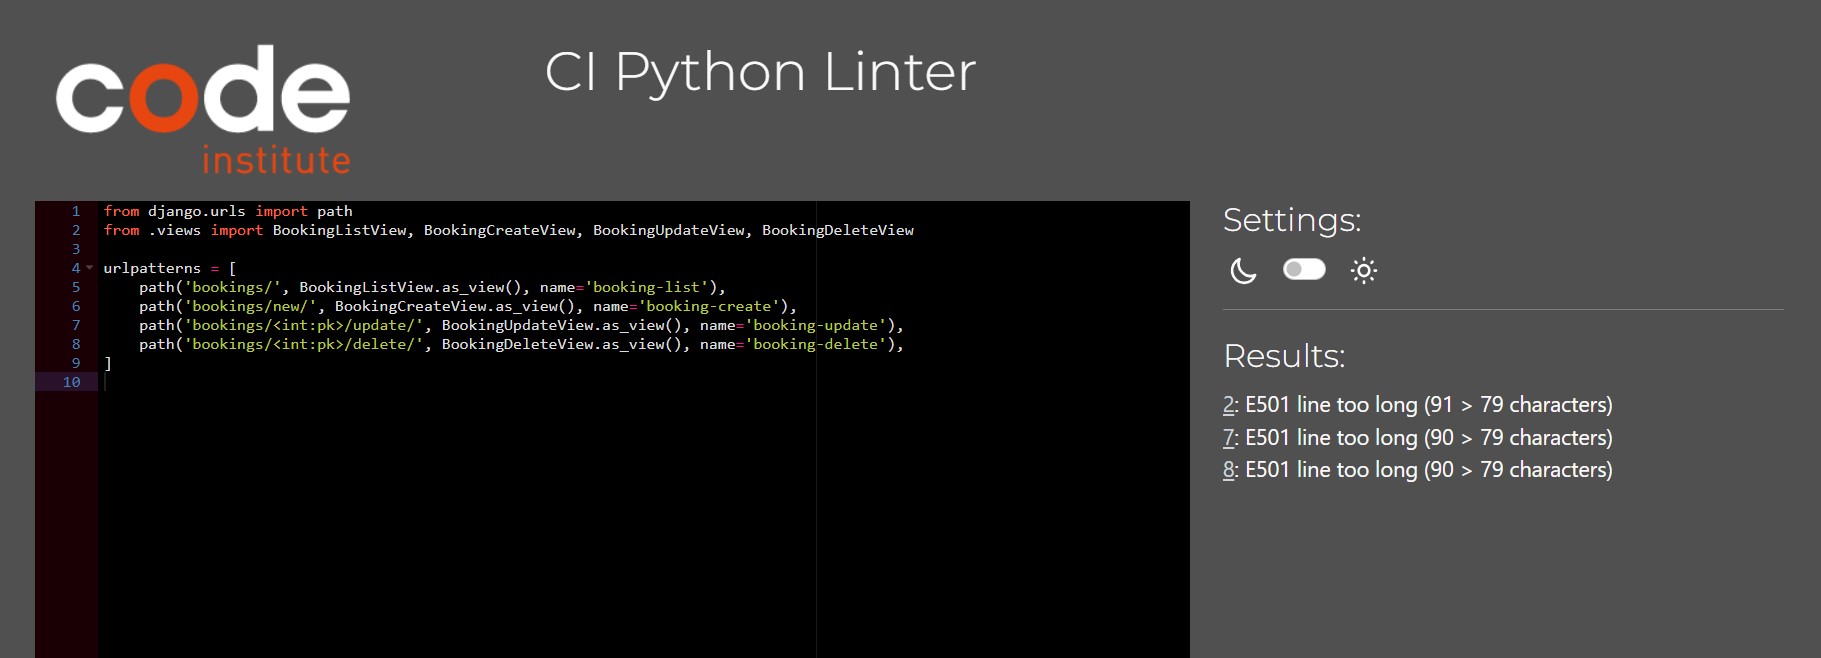 code
institute
CI Python Linter
1 from django.urls import path
2 from .views import BookingListView, BookingCreateView, BookingUpdateView, BookingDeleteView
3
4 urlpatterns = [
5     path('bookings/', BookingListView.as_view(), name='booking-list'),
6     path('bookings/new/', BookingCreateView.as_view(), name='booking-create'),
7     path('bookings/<int:pk>/update/', BookingUpdateView.as_view(), name='booking-update'),
8     path('bookings/<int:pk>/delete/', BookingDeleteView.as_view(), name='booking-delete'),
9 ]
10
Settings:
Results:
2: E501 line too long (91 > 79 characters)
7: E501 line too long (90 > 79 characters)
8: E501 line too long (90 > 79 characters)